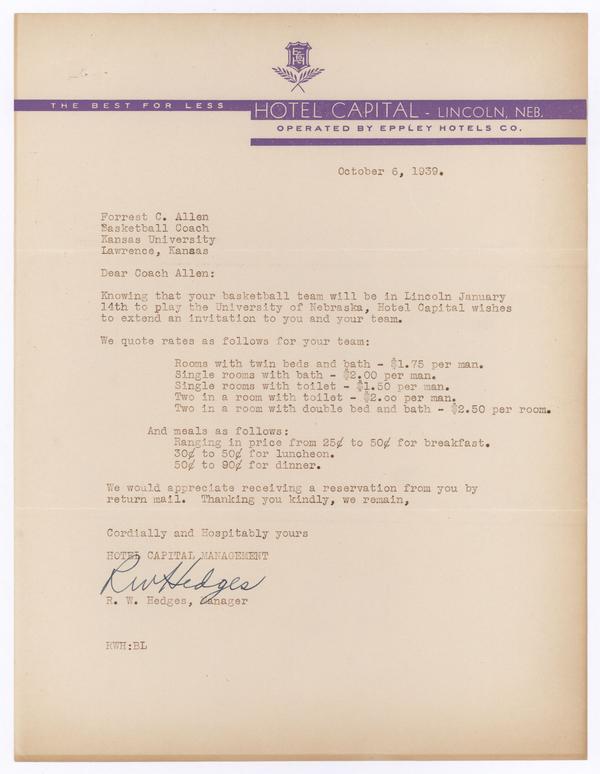 THE BEST FOR LESS
HOTEL CAPITAL - LINCOLN, NEB.
OPERATED BY EPPLEY HOTELS CO.
October 6, 1939.
Forrest C. Allen
Basketball Coach
Kansas University
Lawrence, Kansas
Dear Coach Allen:
Knowing that your basketball team will be in Lincoln January
14th to play the University of Nebraska, Hotel Capital wishes
to extend an invitation to you and your team.
We quote rates as follows for your team:
Rooms with twin beds and bath - $1.75 per man.
Single rooms with bath - $2.00 per man.
Single rooms with toilet - $1.50 per man.
Two in a room with toilet - $2.oo per man.
Two in a room with double bed and bath - $2.50 per room.
And meals as follows:
Ranging in price from 25¢ to 50¢ for breakfast.
30¢ to 50¢ for luncheon.
50¢ to 90¢ for dinner.
We would appreciate receiving a reservation from you by
return mail. Thanking you kindly, we remain,
Cordially and Hospitably yours
HOTEL CAPITAL MANAGEMENT
RW Hedges
R. W. Hedges, Manager
RWH:BL